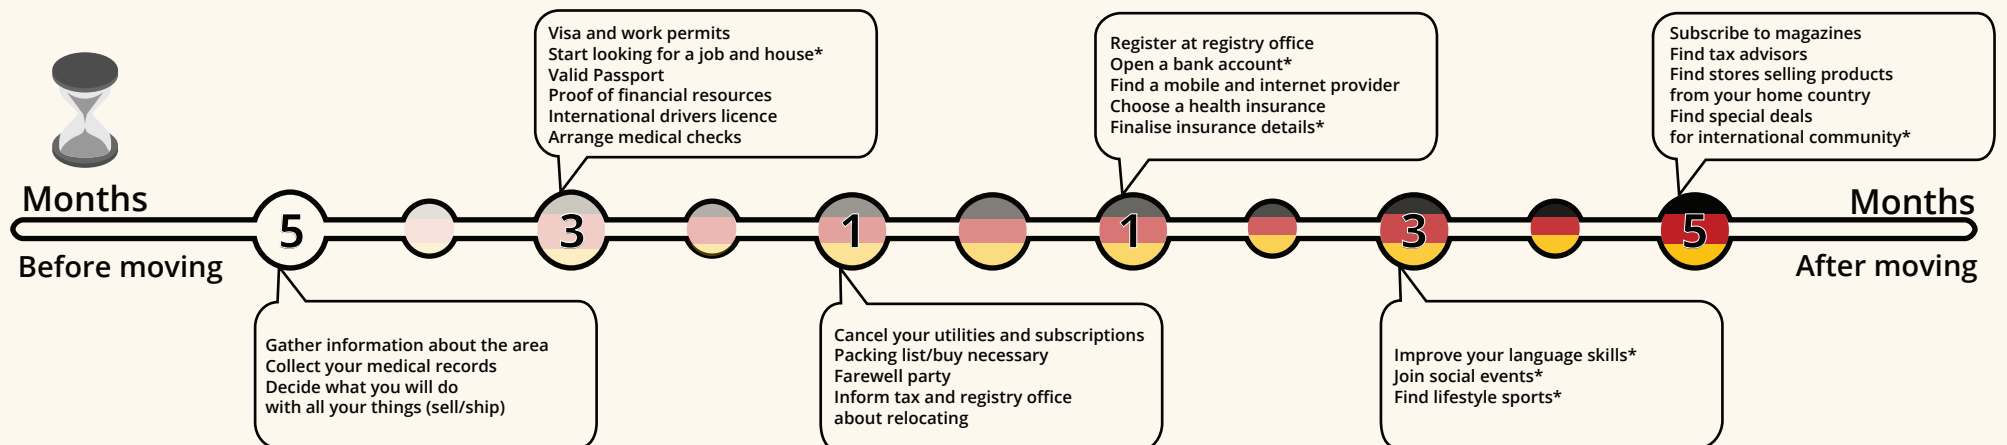 Visa and work permits
Start looking for a job and house*
Valid Passport
Proof of financial resources
International drivers licence
Arrange medical checks
Register at registry office
Open a bank account*
Find a mobile and internet provider
Choose a health insurance
Finalise insurance details*
Subscribe to magazines
Find tax advisors
Find stores selling products
from your home country
Find special deals
for international community*
Months
5
3
1
1
3
5
Months
Before moving
After moving
Gather information about the area
Collect your medical records
Decide what you will do
with all your things (sell/ship)
Cancel your utilities and subscriptions
Packing list/buy necessary
Farewell party
Inform tax and registry office
about relocating
Improve your language skills*
Join social events*
Find lifestyle sports*